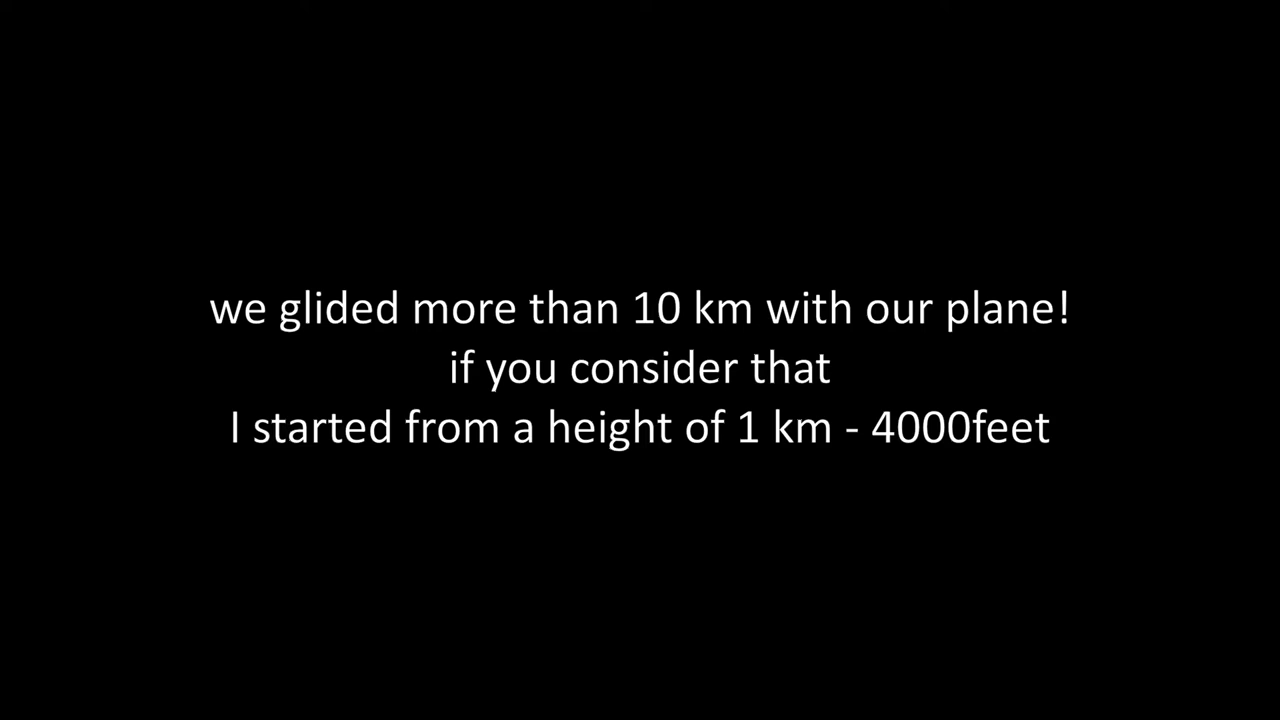 we glided more than 10 km with our plane!
if you consider that
I started from a height of 1 km - 4000feet